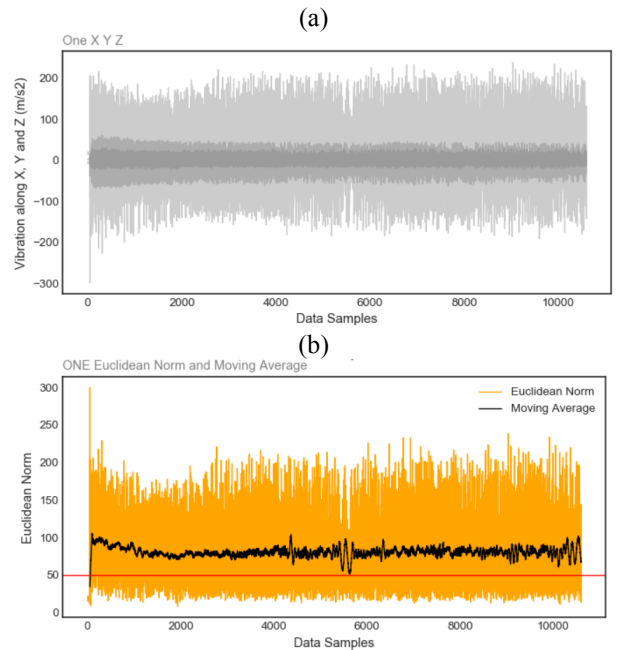 (a)
One X Y Z
Vibration along X, Y and Z (m/s2)
200
100
0
−100
−200
−300
0 2000 4000 6000 8000 10000
Data Samples
(b)
ONE Euclidean Norm and Moving Average
Euclidean Norm
300
250
200
150
100
50
0
Euclidean Norm
Moving Average
0 2000 4000 6000 8000 10000
Data Samples